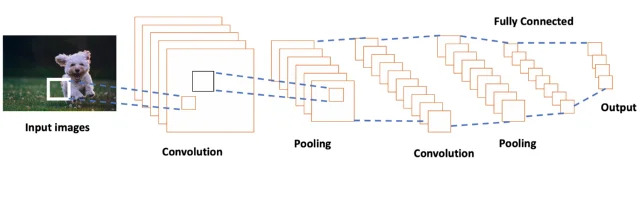 Fully Connected
Input images
Convolution
Pooling
Convolution
Pooling
Output